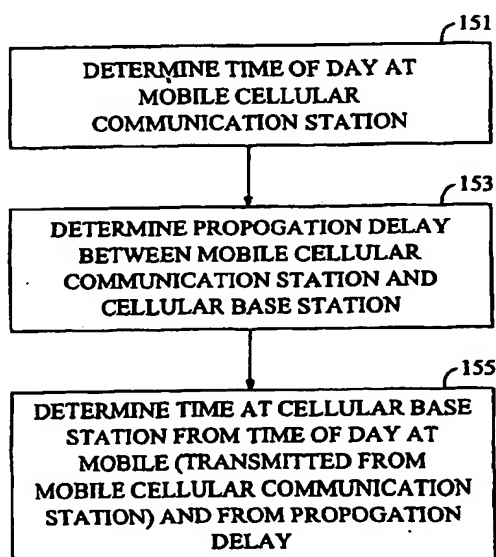 151
DETERMINE TIME OF DAY AT
MOBILE CELLULAR
COMMUNICATION STATION
153
DETERMINE PROPOGATION DELAY
BETWEEN MOBILE CELLULAR
COMMUNICATION STATION AND
CELLULAR BASE STATION
155
DETERMINE TIME AT CELLULAR BASE
STATION FROM TIME OF DAY AT
MOBILE (TRANSMITTED FROM
MOBILE CELLULAR COMMUNICATION
STATION) AND FROM PROPOGATION
DELAY